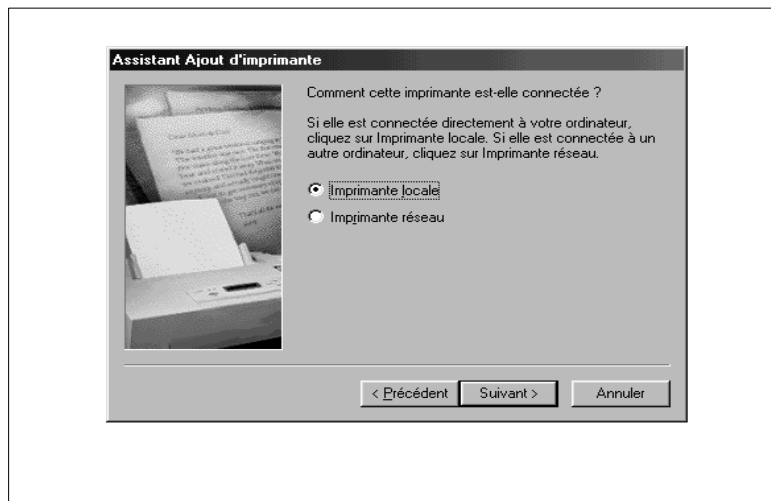 Assistant Ajout d'imprimante
Comment cette imprimante est-elle connectée ?
Si elle est connectée directement à votre ordinateur,
cliquez sur Imprimante locale. Si elle est connectée à un
autre ordinateur, cliquez sur Imprimante réseau.
Imprimante locale
Imprimante réseau
< Précédent
Suivant >
Annuler